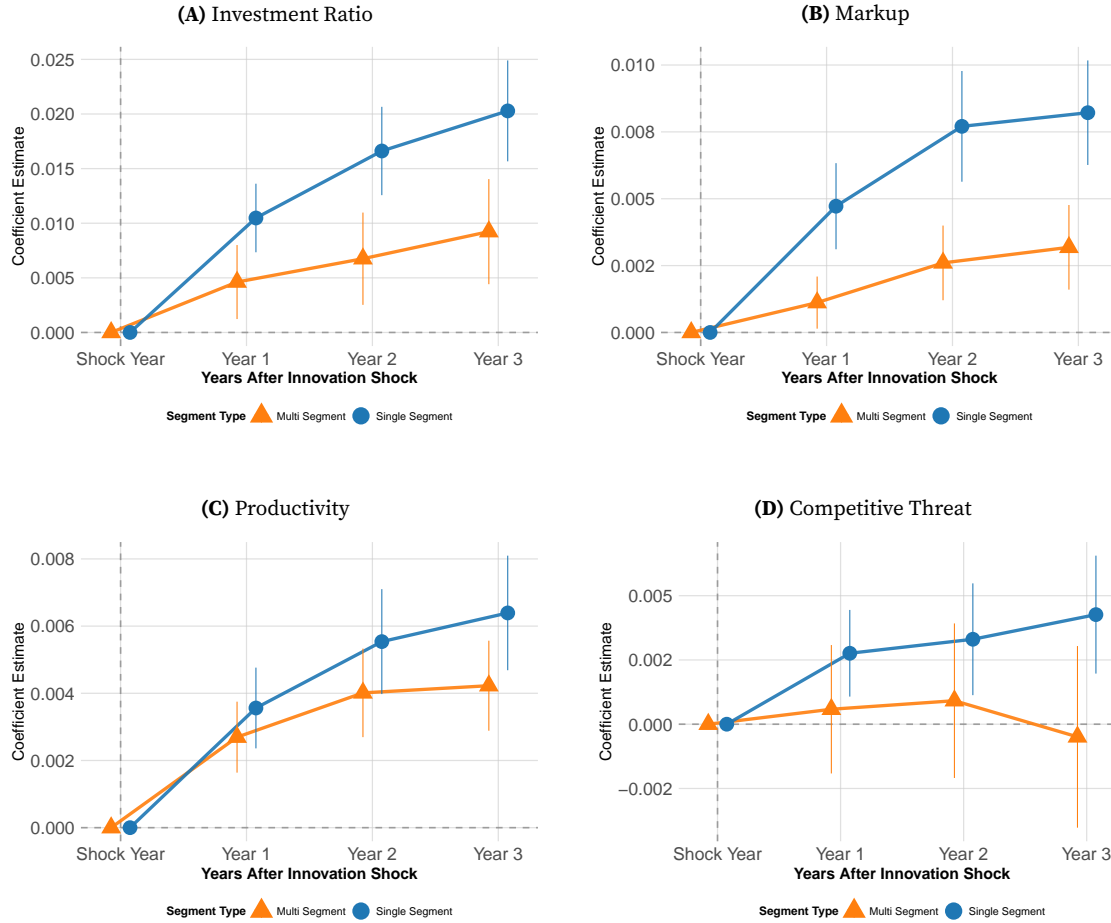 (A) Investment Ratio
Coefficient Estimate
0.025
0.020
0.015
0.010
0.005
0.000
Shock Year Year 1 Year 2 Year 3
Years After Innovation Shock
Segment Type Multi Segment Single Segment
(B) Markup
Coefficient Estimate
0.010
0.008
0.005
0.002
0.000
Shock Year Year 1 Year 2 Year 3
Years After Innovation Shock
Segment Type Multi Segment Single Segment
(C) Productivity
Coefficient Estimate
0.008
0.006
0.004
0.002
0.000
Shock Year Year 1 Year 2 Year 3
Years After Innovation Shock
Segment Type Multi Segment Single Segment
(D) Competitive Threat
Coefficient Estimate
0.005
0.002
0.000
−0.002
Shock Year Year 1 Year 2 Year 3
Years After Innovation Shock
Segment Type Multi Segment Single Segment